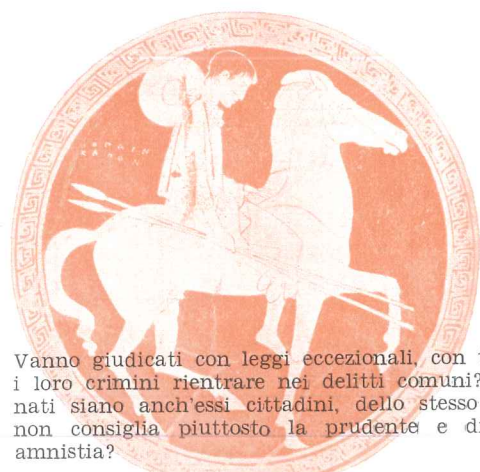 Vanno giudicati con leggi eccezionali, con
i loro crimini rientrare nei delitti comuni?
nati siano anch'essi cittadini, dello stesso
non consiglia piuttosto la prudente e di
amnistia?